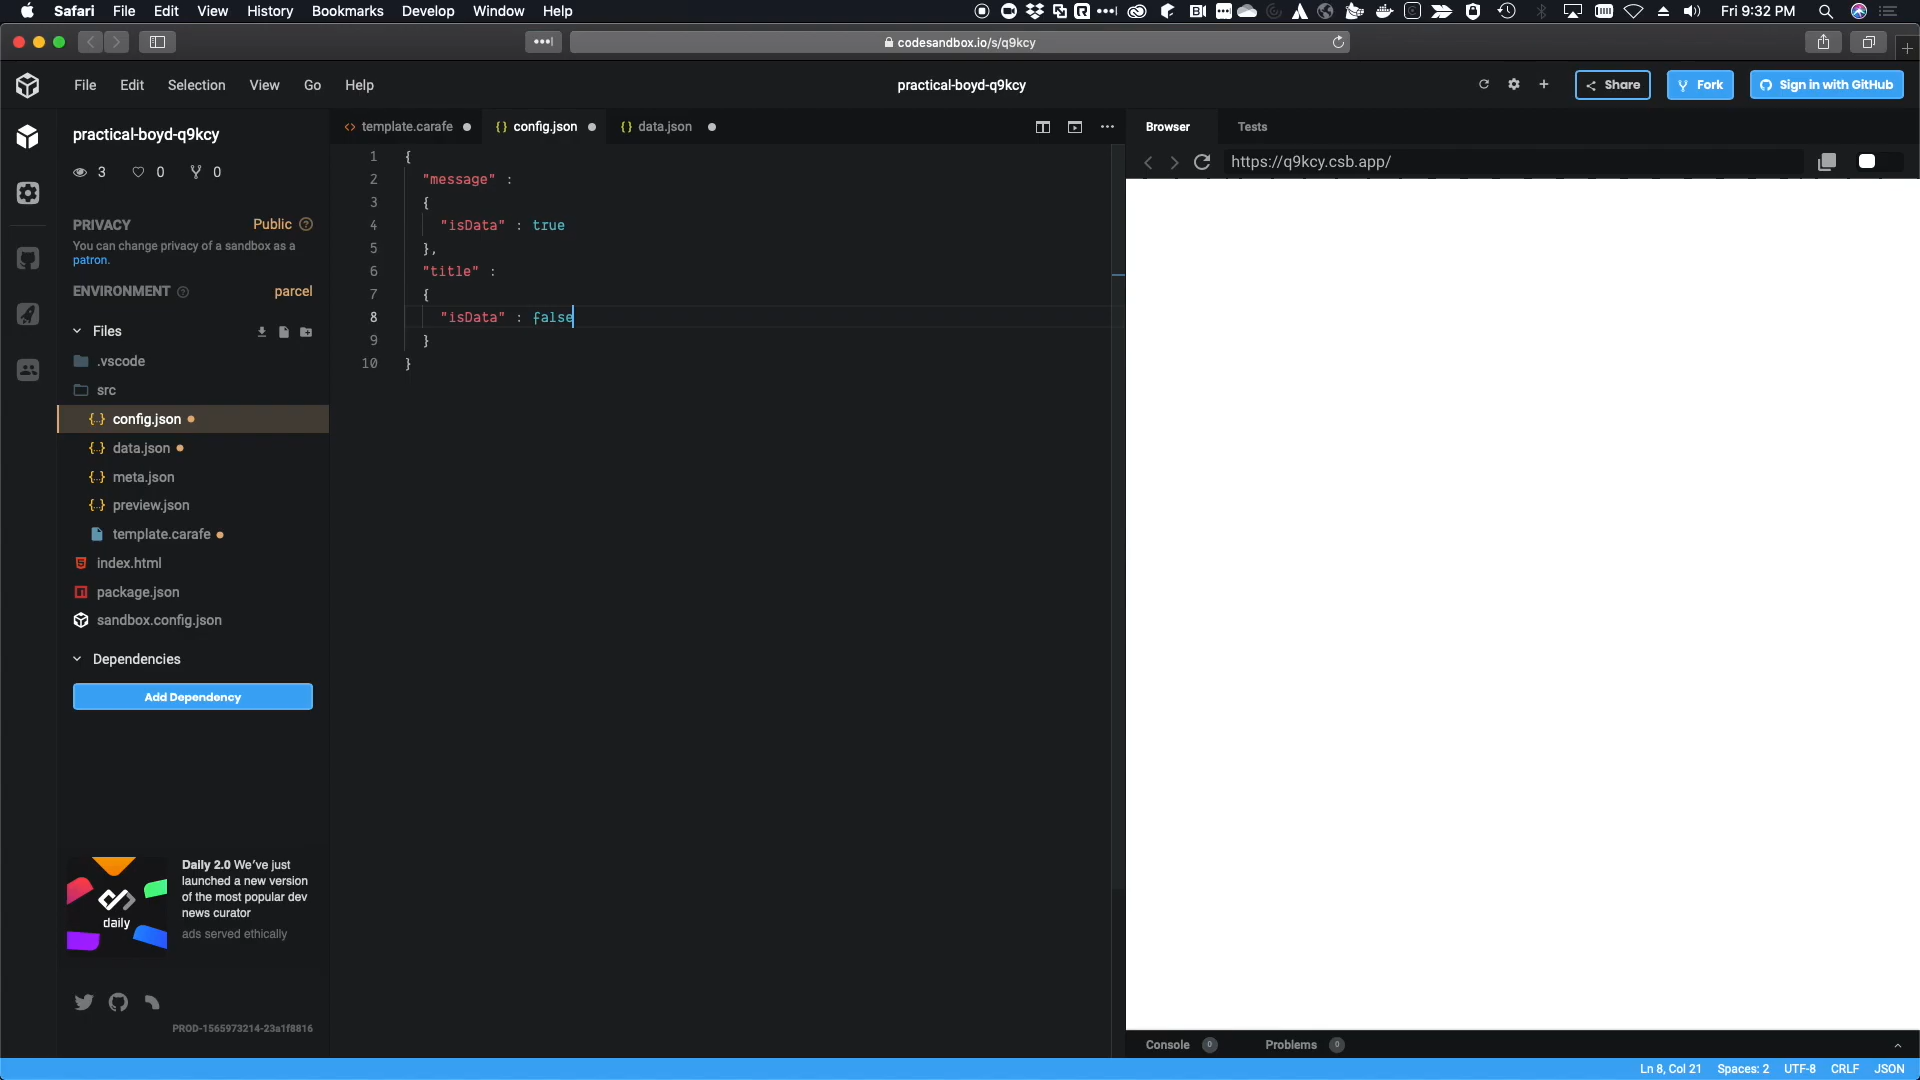 Safari File Edit View History Bookmarks Develop Window Help Fri 9:32 PM
codesandbox.io/s/q9kcy
File Edit Selection View Go Help practical-boyd-q9kcy Share Fork Sign in with GitHub
practical-boyd-q9kcy
3 0 0
PRIVACY Public
You can change privacy of a sandbox as a
patron.
ENVIRONMENT parcel
Files
.vscode
src
config.json
data.json
meta.json
preview.json
template.carafe
index.html
package.json
sandbox.config.json
Dependencies
Add Dependency
Daily 2.0 We've just
launched a new version
of the most popular dev
news curator
daily
ads served ethically
PROD-1565973214-23a1f8816
template.carafe config.json data.json
1 {
2 "message" :
3 {
4 "isData" : true
5 },
6 "title" :
7 {
8 "isData" : false
9 }
10 }
Browser Tests
https://q9kcy.csb.app/
Console 0 Problems 0
Ln 8, Col 21 Spaces: 2 UTF-8 CRLF JSON